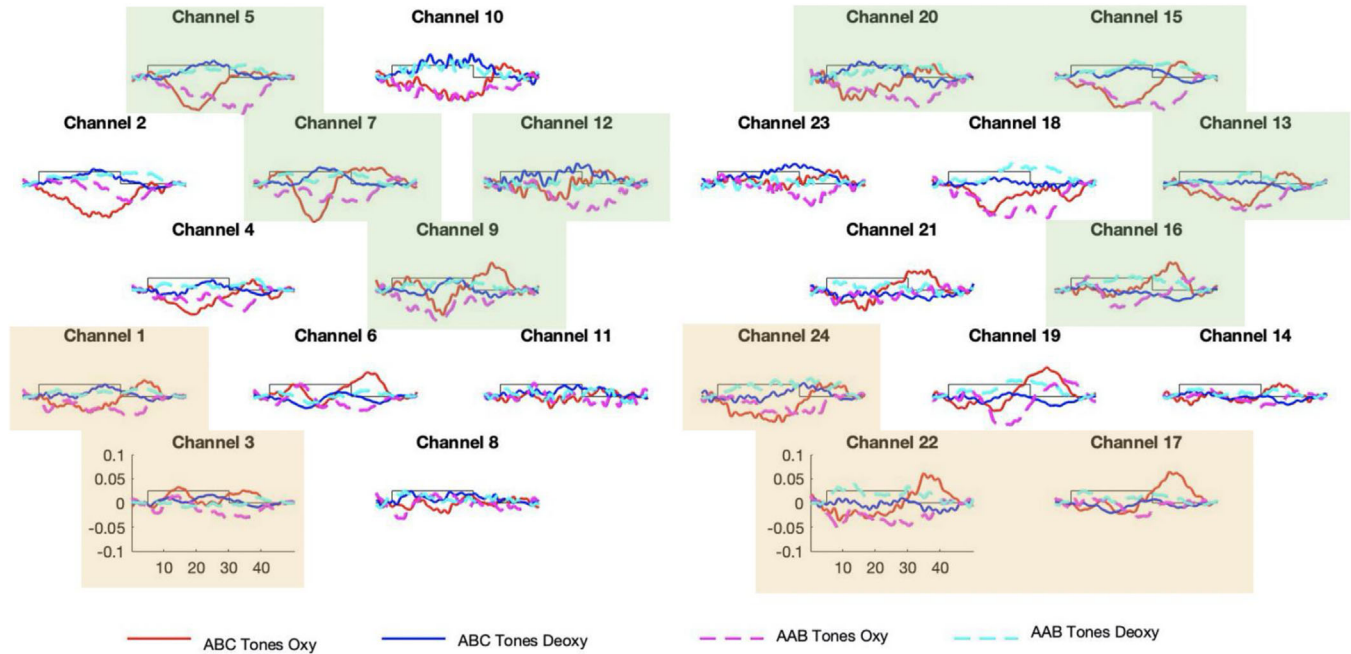 Channel 5
Channel 10
Channel 20
Channel 15
Channel 2
Channel 7
Channel 12
Channel 23
Channel 18
Channel 13
Channel 4
Channel 9
Channel 21
Channel 16
Channel 1
Channel 6
Channel 11
Channel 24
Channel 19
Channel 14
Channel 3
Channel 8
Channel 22
Channel 17
0.1
0.05
0
-0.05
-0.1
10 20 30 40
0.1
0.05
0
-0.05
-0.1
10 20 30 40
ABC Tones Oxy
ABC Tones Deoxy
AAB Tones Oxy
AAB Tones Deoxy